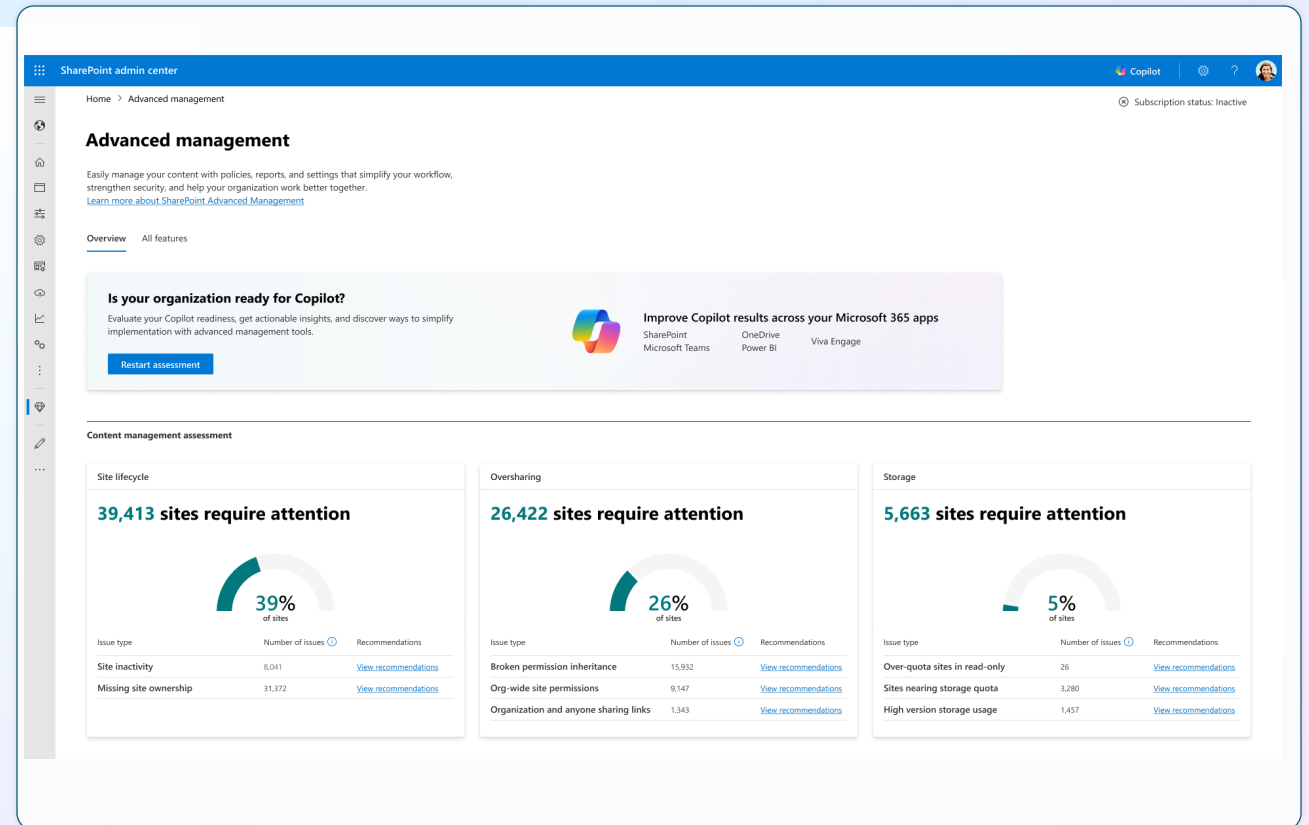 SharePoint admin center
Copilot
?
Home > Advanced management
Subscription status: Inactive
Advanced management
Easily manage your content with policies, reports, and settings that simplify your workflow,
strengthen security, and help your organization work better together.
Learn more about SharePoint Advanced Management
Overview All features
Is your organization ready for Copilot?
Evaluate your Copilot readiness, get actionable insights, and discover ways to simplify
implementation with advanced management tools.
Restart assessment
Improve Copilot results across your Microsoft 365 apps
SharePoint OneDrive Viva Engage
Microsoft Teams Power BI
Content management assessment
Site lifecycle
39,413 sites require attention
39%
of sites
Issue type Number of issues Recommendations
Site inactivity 8,041 View recommendations
Missing site ownership 31,372 View recommendations
Oversharing
26,422 sites require attention
26%
of sites
Issue type Number of issues Recommendations
Broken permission inheritance 15,932 View recommendations
Org-wide site permissions 9,147 View recommendations
Organization and anyone sharing links 1,343 View recommendations
Storage
5,663 sites require attention
5%
of sites
Issue type Number of issues Recommendations
Over-quota sites in read-only 26 View recommendations
Sites nearing storage quota 3,280 View recommendations
High version storage usage 1,457 View recommendations